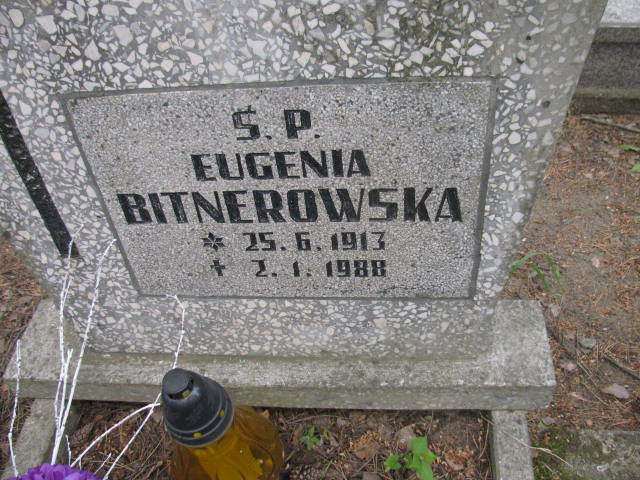 Ś.P.
EUGENIA
BITNEROWSKA
* 25.6.1913
✝ 2.1.1988